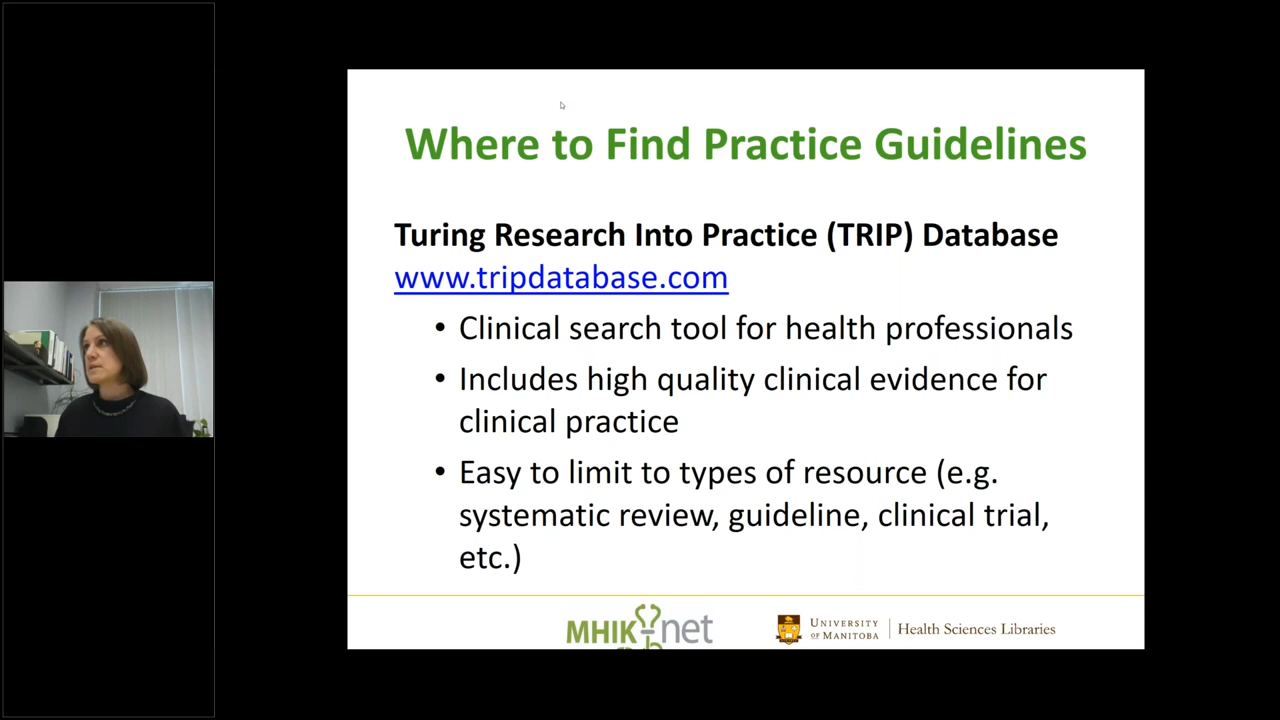 Where to Find Practice Guidelines
Turing Research Into Practice (TRIP) Database
www.tripdatabase.com
• Clinical search tool for health professionals
• Includes high quality clinical evidence for
clinical practice
• Easy to limit to types of resource (e.g.
systematic review, guideline, clinical trial,
etc.)
MHIK-net
UNIVERSITY
OF MANITOBA
Health Sciences Libraries